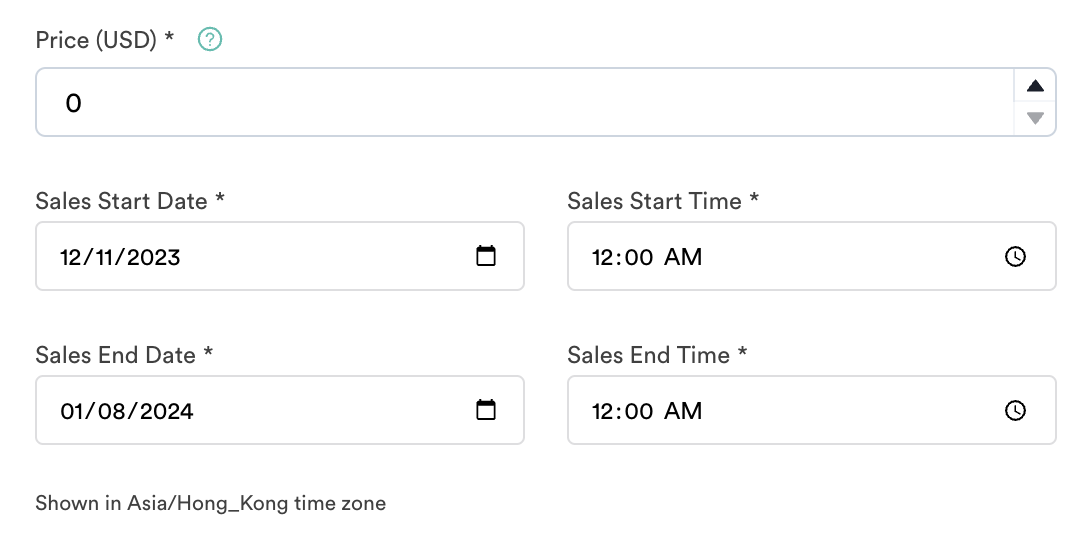 Price (USD) * ?
0
Sales Start Date * Sales Start Time *
12/11/2023 12:00 AM
Sales End Date * Sales End Time *
01/08/2024 12:00 AM
Shown in Asia/Hong_Kong time zone